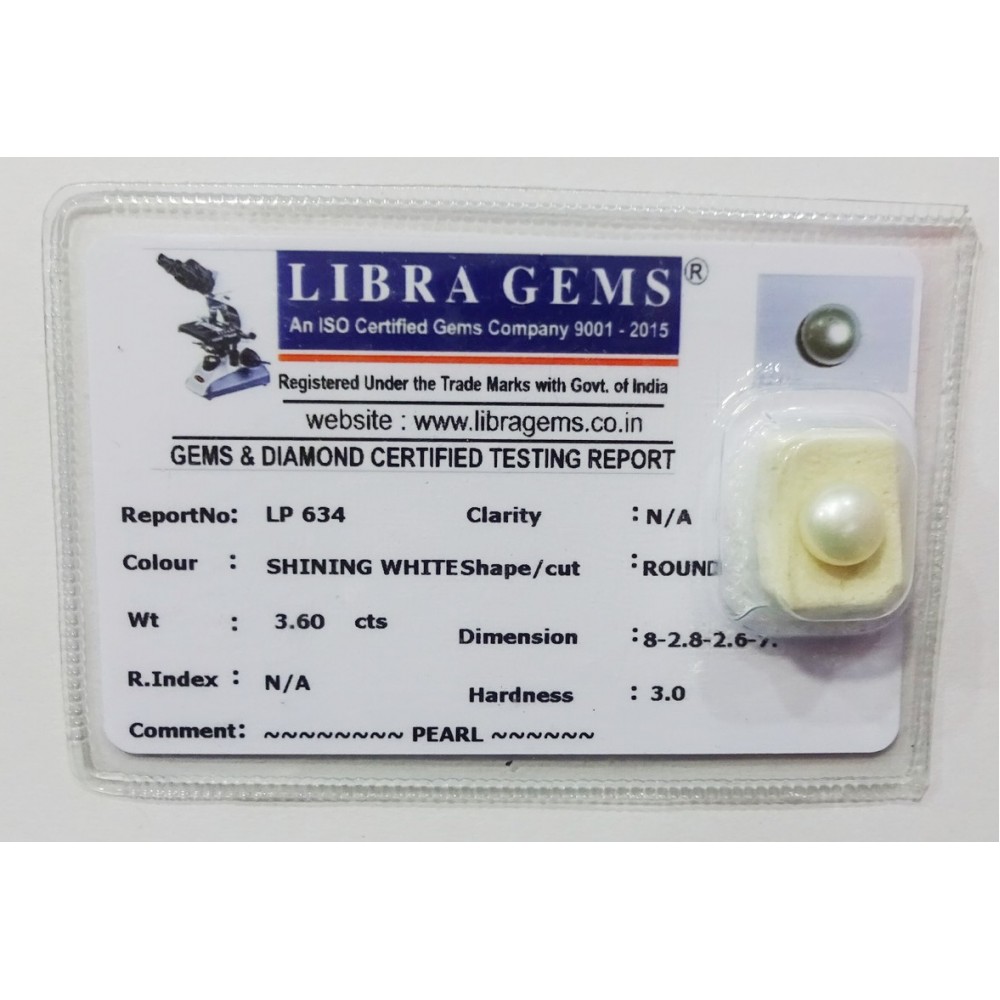 LIBRA GEMS ®
An ISO Certified Gems Company 9001 - 2015
Registered Under the Trade Marks with Govt. of India
website : www.libragems.co.in
GEMS & DIAMOND CERTIFIED TESTING REPORT
ReportNo: LP 634 Clarity : N/A
Colour : SHINING WHITE Shape/cut : ROUND
Wt : 3.60 cts Dimension :8-2.8-2.6-7.
R.Index : N/A Hardness : 3.0
Comment: ~~~~~~~~ PEARL ~~~~~~